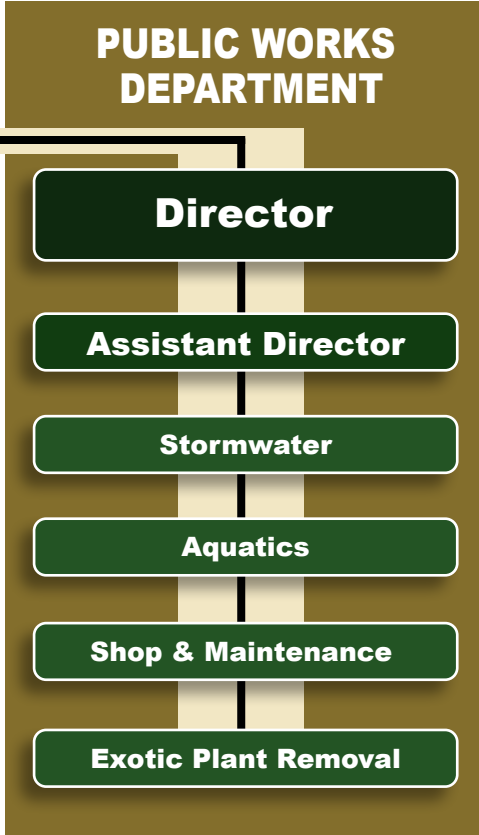 PUBLIC WORKS
DEPARTMENT
Director
Assistant Director
Stormwater
Aquatics
Shop & Maintenance
Exotic Plant Removal